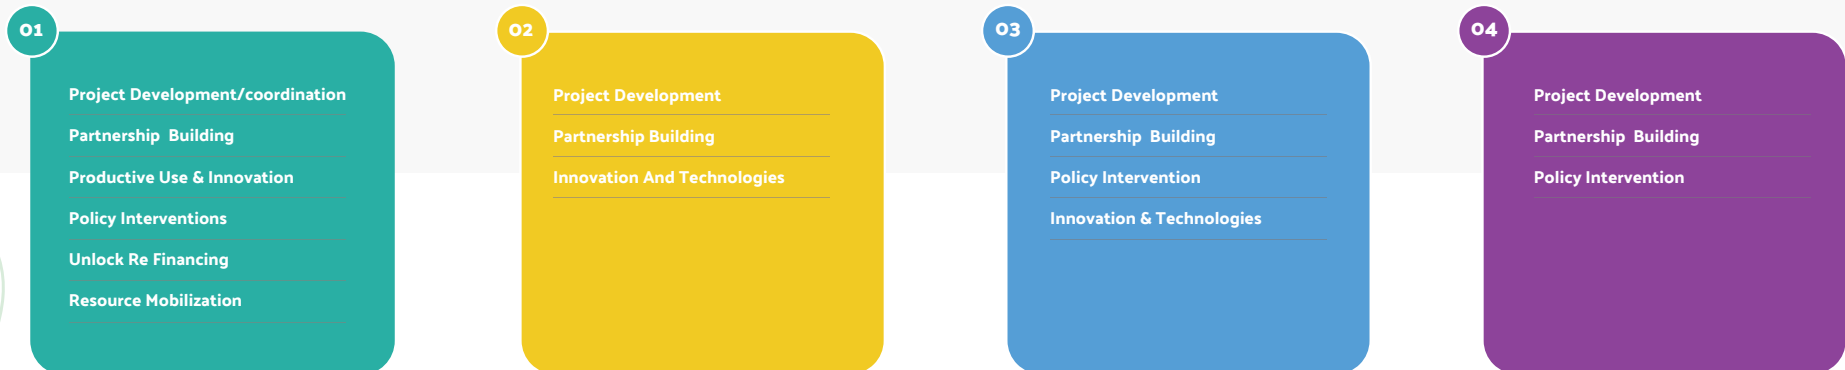 01
Project Development/coordination
Partnership Building
Productive Use & Innovation
Policy Interventions
Unlock Re Financing
Resource Mobilization
02
Project Development
Partnership Building
Innovation And Technologies
03
Project Development
Partnership Building
Policy Intervention
Innovation & Technologies
04
Project Development
Partnership Building
Policy Intervention